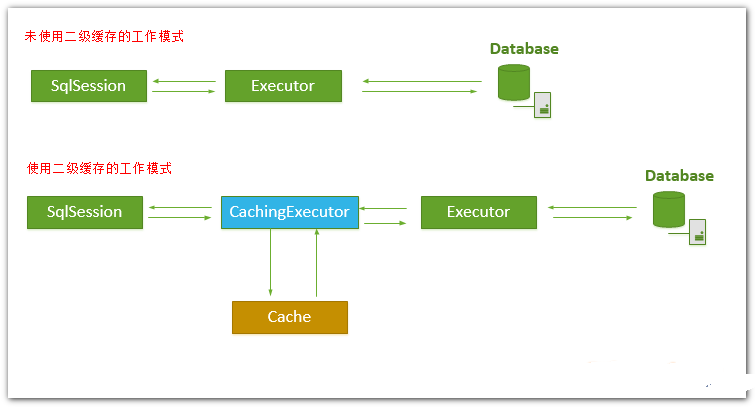 未使用二级缓存的工作模式
Database
SqlSession
Executor
使用二级缓存的工作模式
Database
SqlSession
CachingExecutor
Executor
Cache